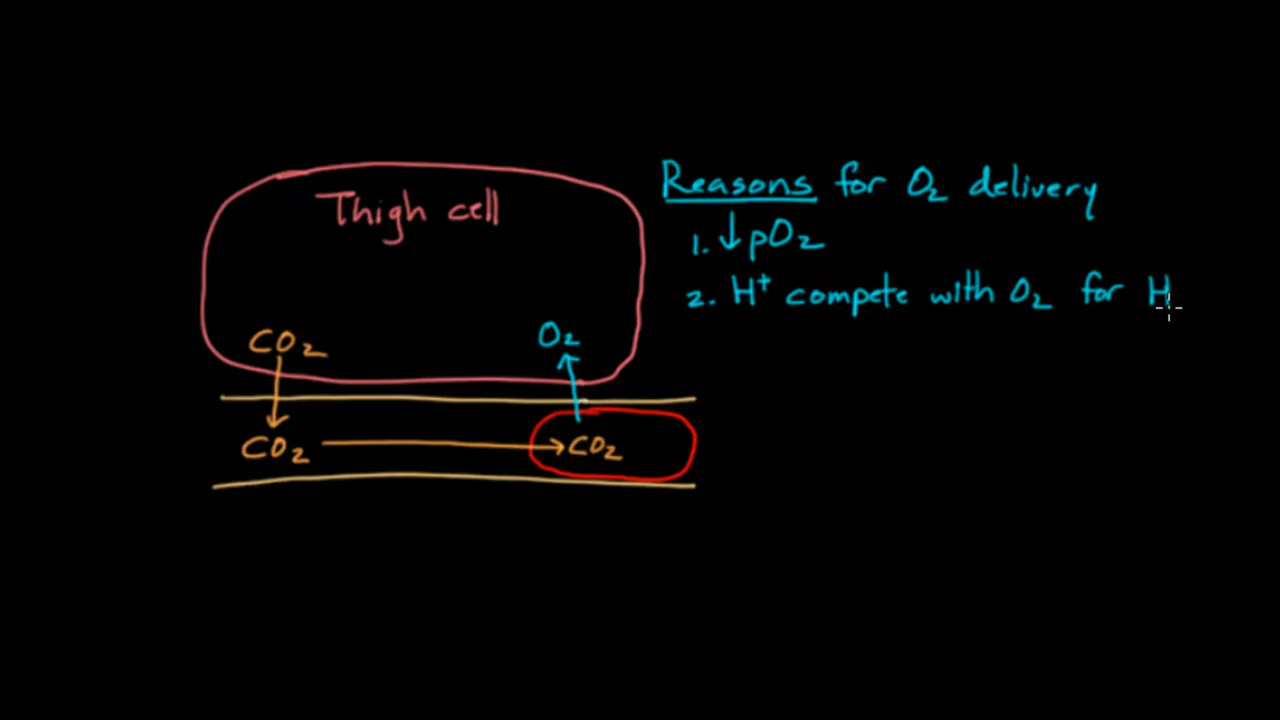 Thigh cell
Reasons for O₂ delivery
1. ↓pO₂
2. H⁺ compete with O₂ for H
CO₂
O₂
CO₂
CO₂